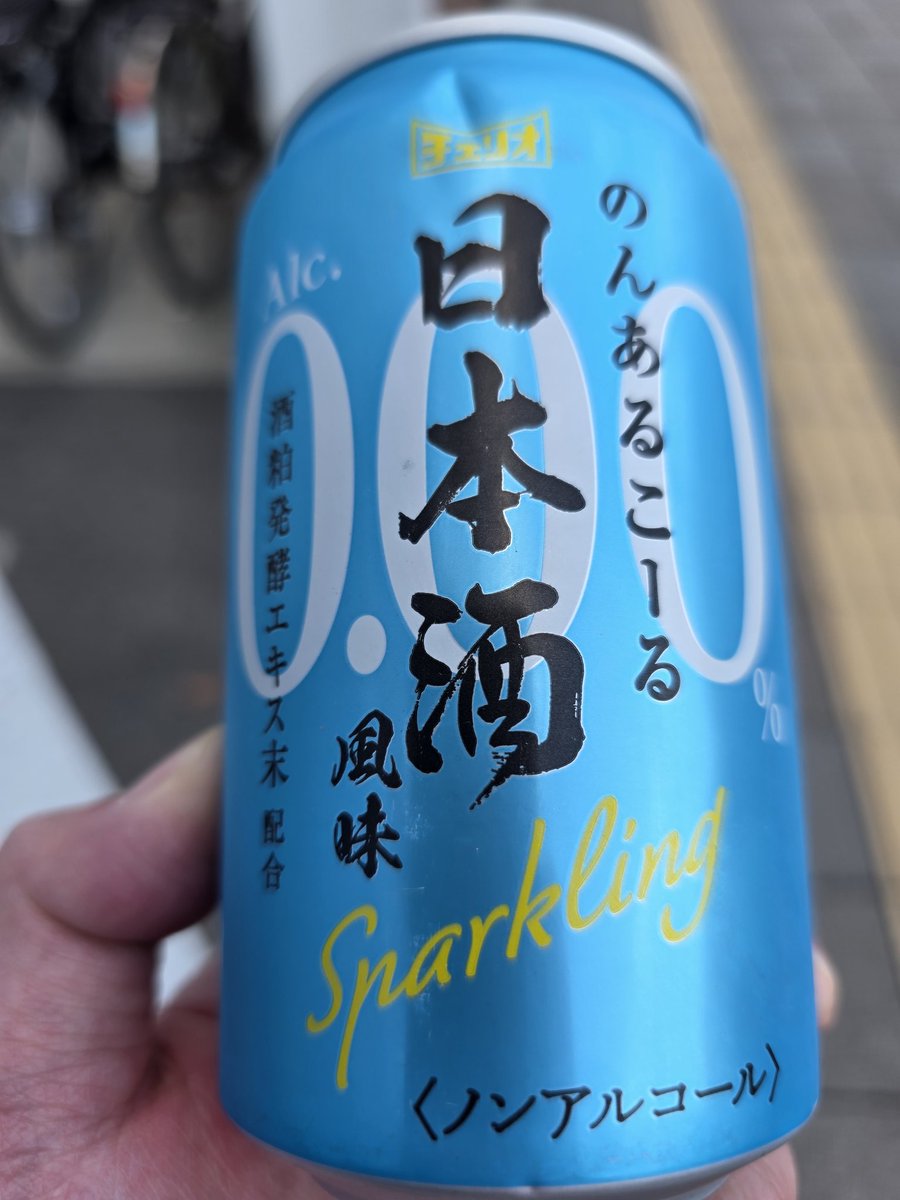 チェリオ
のんあるこーる
日本酒
風味
Alc.
0.00
%
酒粕発酵エキス末 配合
Sparkling
〈ノンアルコール〉